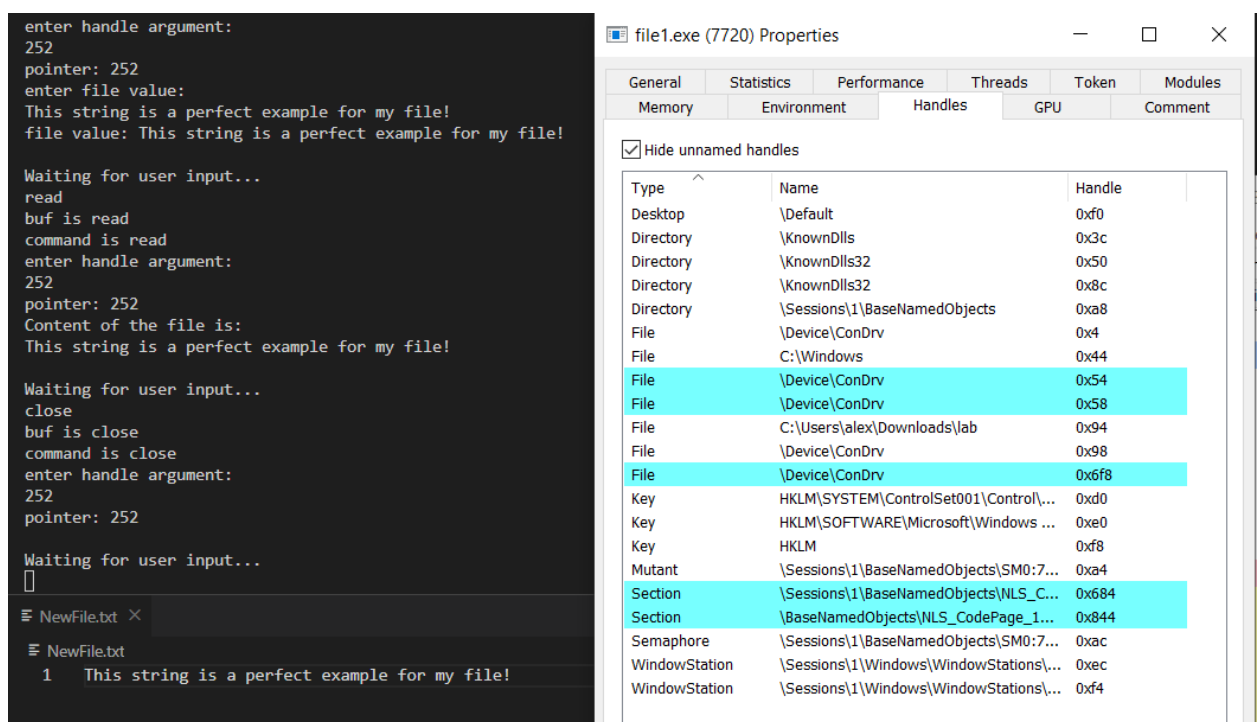 enter handle argument:
252
pointer: 252
enter file value:
This string is a perfect example for my file!
file value: This string is a perfect example for my file!
Waiting for user input...
read
buf is read
command is read
enter handle argument:
252
pointer: 252
Content of the file is:
This string is a perfect example for my file!
Waiting for user input...
close
buf is close
command is close
enter handle argument:
252
pointer: 252
Waiting for user input...
NewFile.txt
NewFile.txt
1 This string is a perfect example for my file!
file1.exe (7720) Properties
General Statistics Performance Threads Token Modules
Memory Environment Handles GPU Comment
Hide unnamed handles
Type Name Handle
Desktop \Default 0xf0
Directory \KnownDlls 0x3c
Directory \KnownDlls32 0x50
Directory \KnownDlls32 0x8c
Directory \Sessions\1\BaseNamedObjects 0xa8
File \Device\ConDrv 0x4
File C:\Windows 0x44
File \Device\ConDrv 0x54
File \Device\ConDrv 0x58
File C:\Users\alex\Downloads\lab 0x94
File \Device\ConDrv 0x98
File \Device\ConDrv 0x6f8
Key HKLM\SYSTEM\ControlSet001\Control\... 0xd0
Key HKLM\SOFTWARE\Microsoft\Windows ... 0xe0
Key HKLM 0xf8
Mutant \Sessions\1\BaseNamedObjects\SM0:7... 0xa4
Section \Sessions\1\BaseNamedObjects\NLS_C... 0x684
Section \BaseNamedObjects\NLS_CodePage_1... 0x844
Semaphore \Sessions\1\BaseNamedObjects\SM0:7... 0xac
WindowStation \Sessions\1\Windows\WindowStations\... 0xec
WindowStation \Sessions\1\Windows\WindowStations\... 0xf4